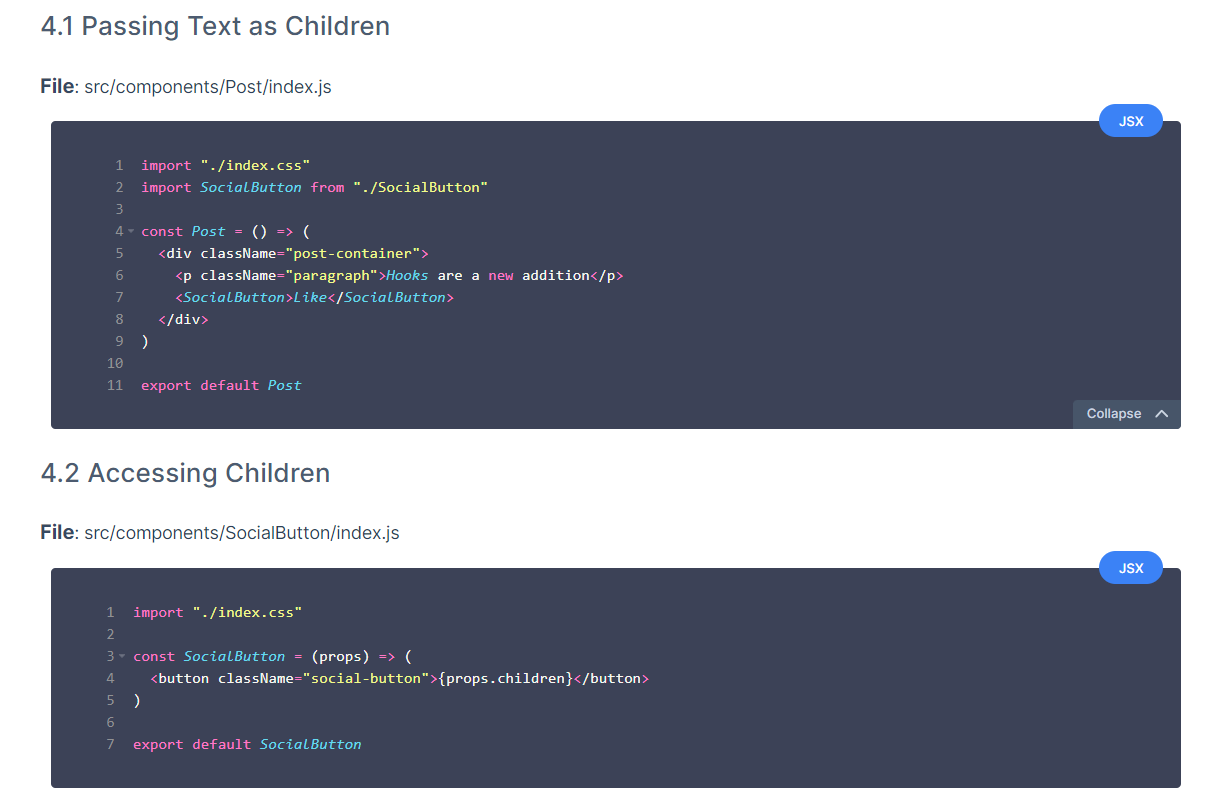 4.1 Passing Text as Children
File: src/components/Post/index.js
JSX
1 import "./index.css"
2 import SocialButton from "./SocialButton"
3
4 const Post = () => (
5   <div className="post-container">
6     <p className="paragraph">Hooks are a new addition</p>
7     <SocialButton>Like</SocialButton>
8   </div>
9 )
10
11 export default Post
Collapse
4.2 Accessing Children
File: src/components/SocialButton/index.js
JSX
1 import "./index.css"
2
3 const SocialButton = (props) => (
4   <button className="social-button">{props.children}</button>
5 )
6
7 export default SocialButton